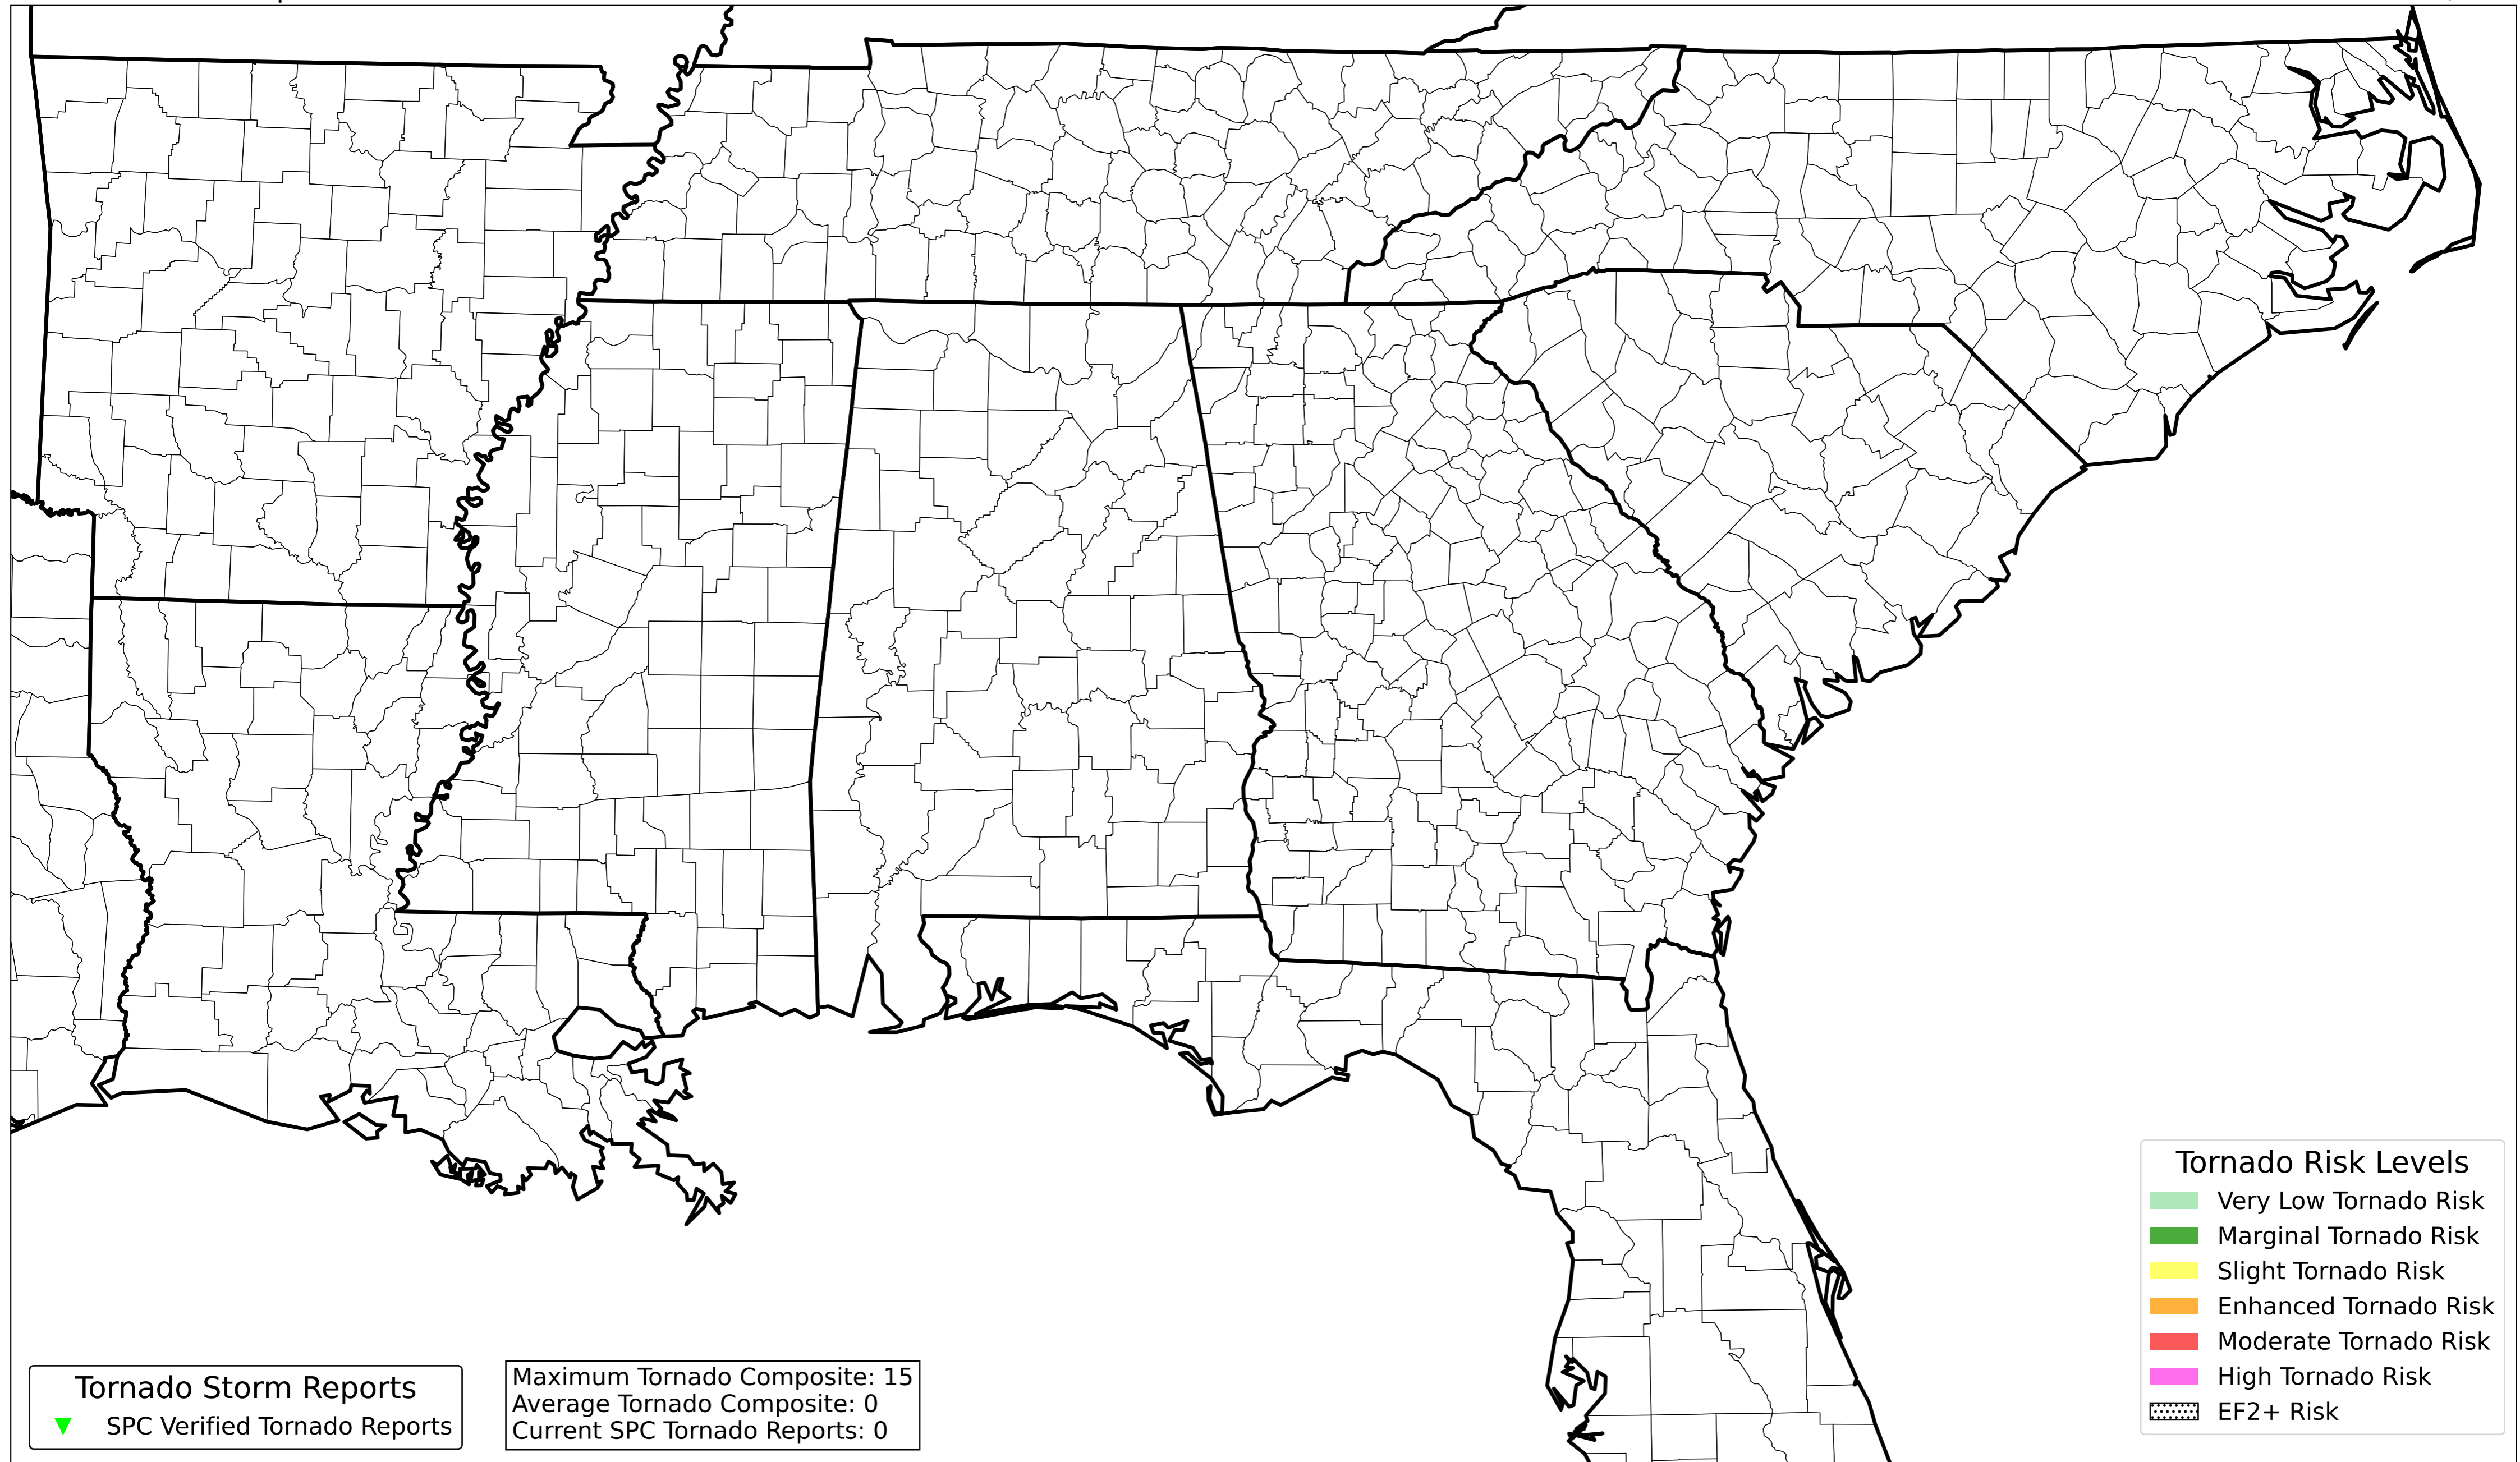 Tornado Risk Levels
Very Low Tornado Risk
Marginal Tornado Risk
Slight Tornado Risk
Enhanced Tornado Risk
Moderate Tornado Risk
High Tornado Risk
EF2+ Risk
Tornado Storm Reports
SPC Verified Tornado Reports
Maximum Tornado Composite: 15
Average Tornado Composite: 0
Current SPC Tornado Reports: 0